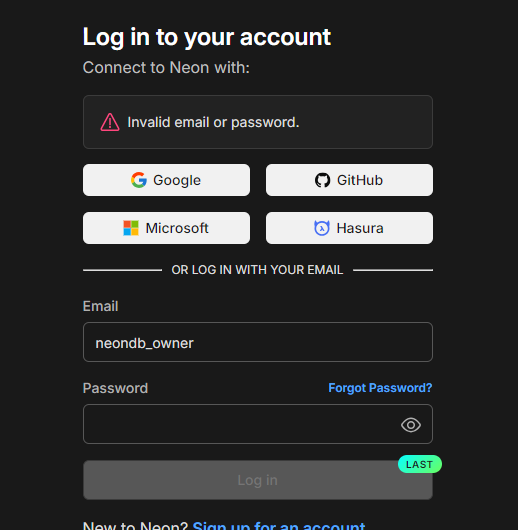 Log in to your account
Connect to Neon with:
Invalid email or password.
Google GitHub
Microsoft Hasura
OR LOG IN WITH YOUR EMAIL
Email
neondb_owner
Password Forgot Password?
LAST
Log in
New to Neon? Sign up for an account